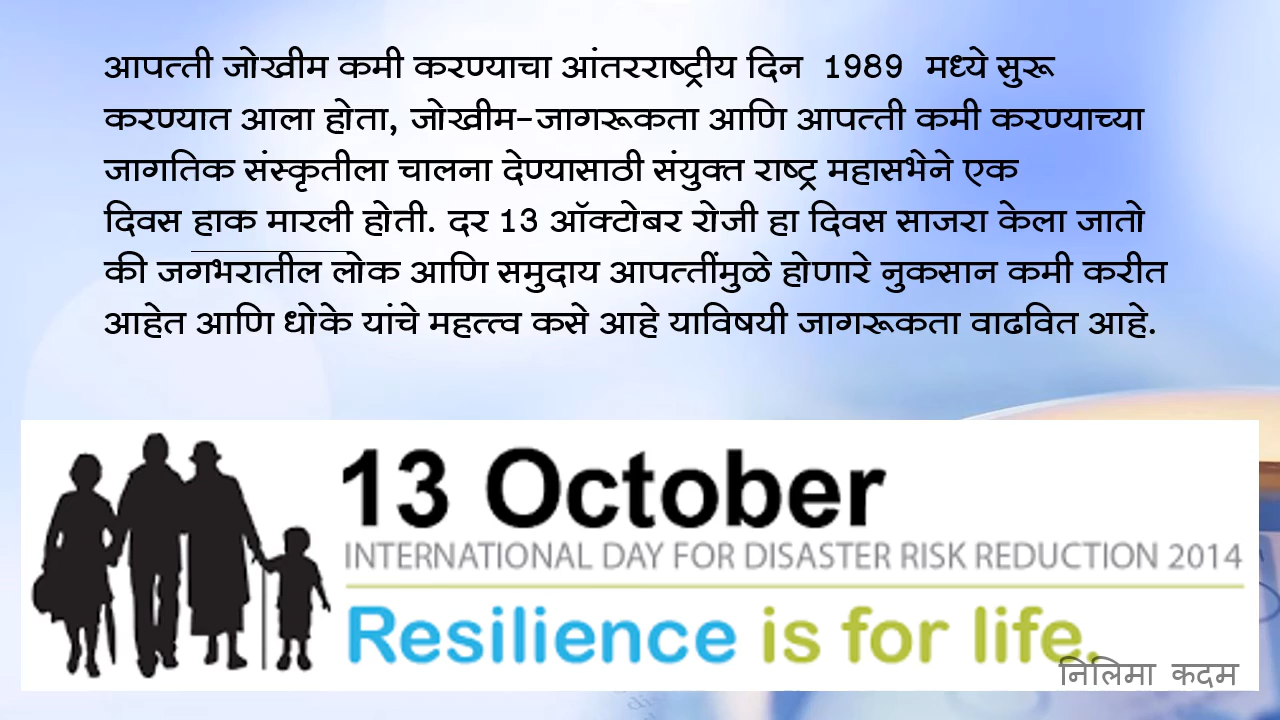 आपत्ती जोखीम कमी करण्याचा आंतरराष्ट्रीय दिन 1989 मध्ये सुरू
करण्यात आला होता, जोखीम-जागरूकता आणि आपत्ती कमी करण्याच्या
जागतिक संस्कृतीला चालना देण्यासाठी संयुक्त राष्ट्र महासभेने एक
दिवस हाक मारली होती. दर 13 ऑक्टोबर रोजी हा दिवस साजरा केला जातो
की जगभरातील लोक आणि समुदाय आपत्तींमुळे होणारे नुकसान कमी करीत
आहेत आणि धोके यांचे महत्त्व कसे आहे याविषयी जागरूकता वाढवित आहे.
13 October
INTERNATIONAL DAY FOR DISASTER RISK REDUCTION 2014
Resilience is for life.
निलिमा कदम